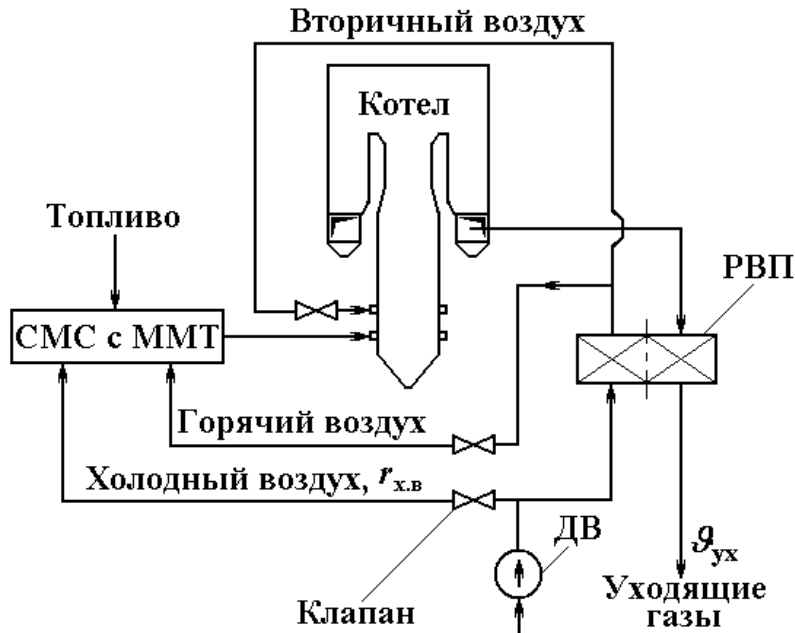 Вторичный воздух
Котел
Топливо
РВП
СМС с ММТ
Горячий воздух
Холодный воздух, rх.в
ДВ
ϑух
Клапан
Уходящие
газы